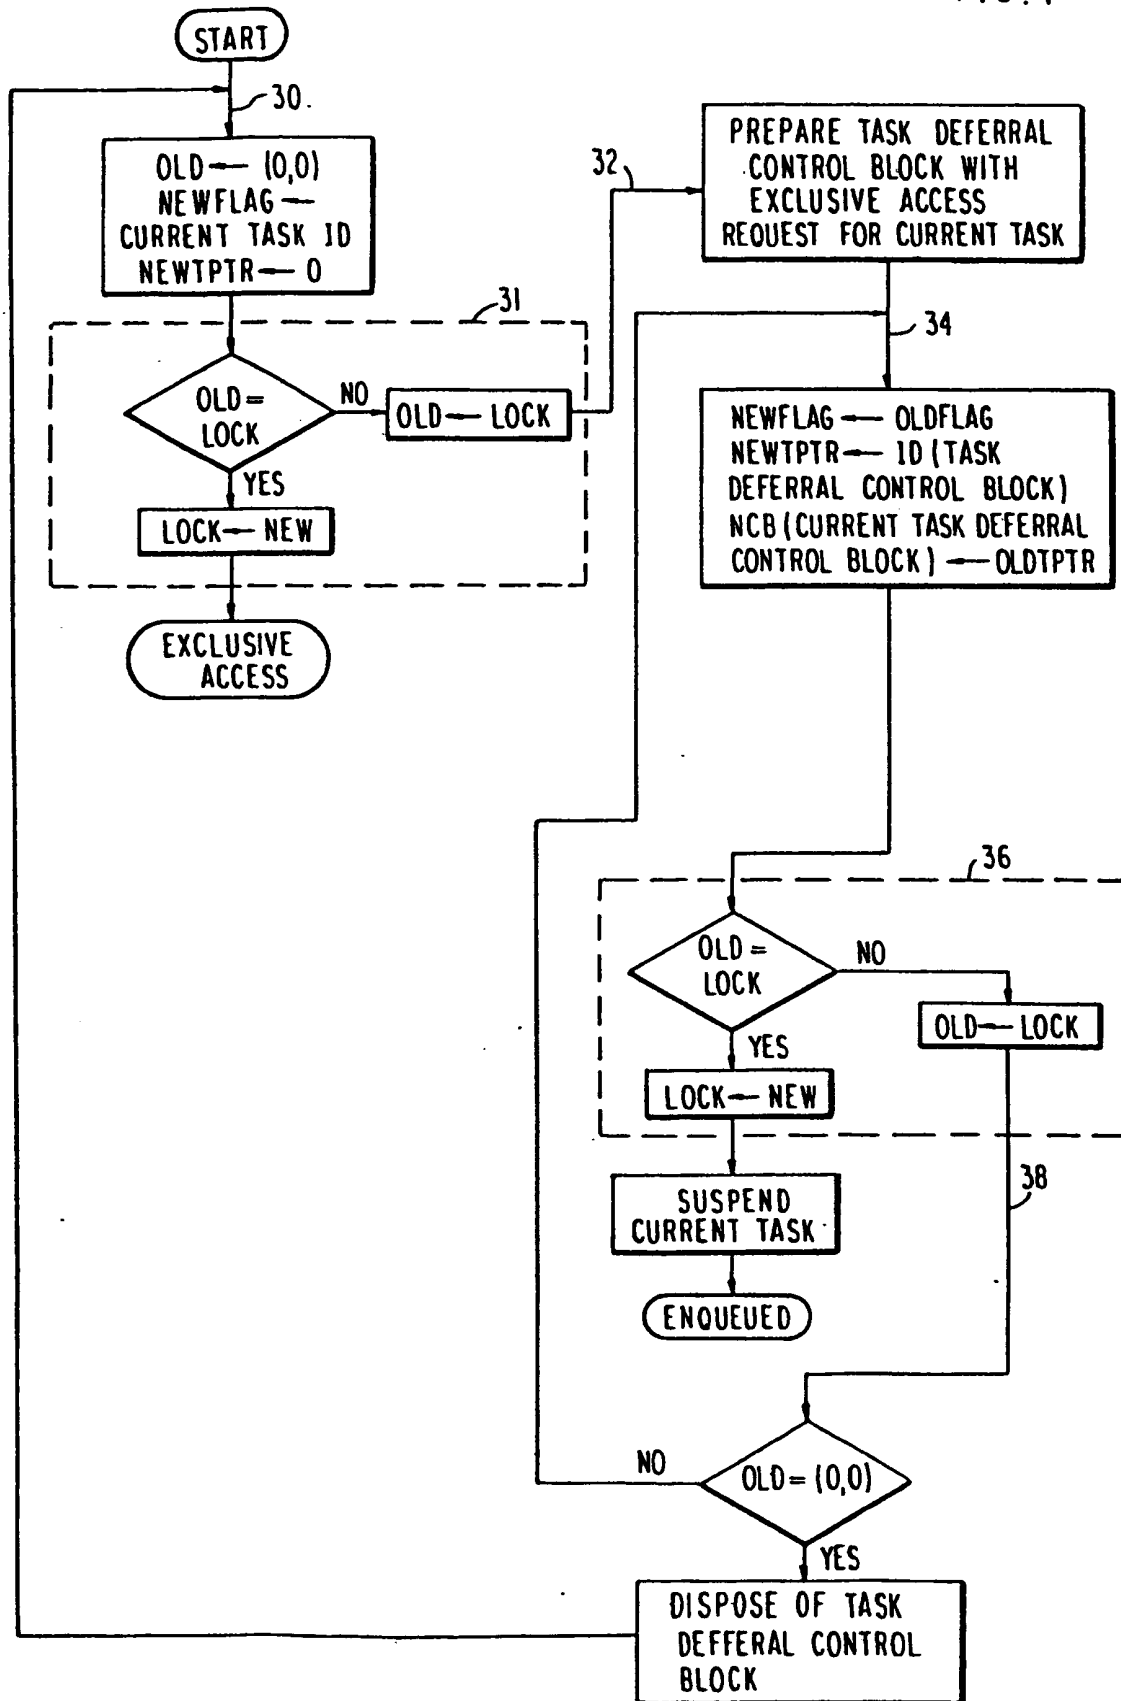 START
30.
OLD ← (0,0)
NEWFLAG ←
CURRENT TASK ID
NEWTPTR ← 0
31
OLD =
LOCK
NO
OLD ← LOCK
YES
LOCK ← NEW
EXCLUSIVE
ACCESS
32
PREPARE TASK DEFERRAL
CONTROL BLOCK WITH
EXCLUSIVE ACCESS
REQUEST FOR CURRENT TASK
34
NEWFLAG ← OLDFLAG
NEWTPTR ← ID (TASK
DEFERRAL CONTROL BLOCK)
NCB (CURRENT TASK DEFERRAL
CONTROL BLOCK) ← OLDTPTR
36
OLD =
LOCK
NO
OLD ← LOCK
YES
LOCK ← NEW
38
SUSPEND
CURRENT TASK
ENQUEUED
NO
OLD = (0,0)
YES
DISPOSE OF TASK
DEFFERAL CONTROL
BLOCK